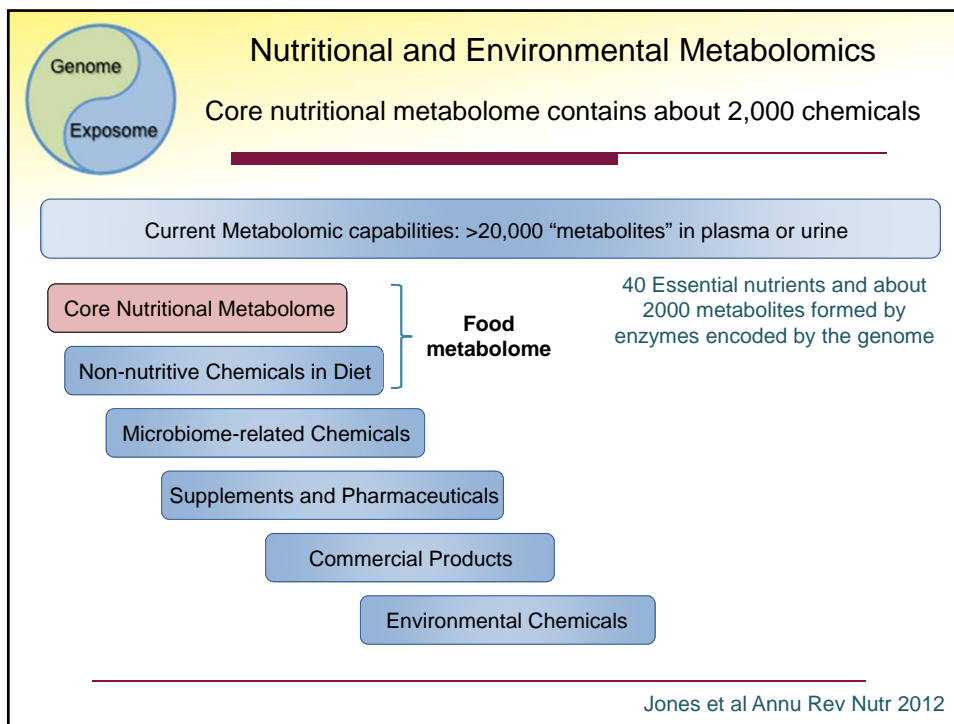 Genome
Exposome
Nutritional and Environmental Metabolomics
Core nutritional metabolome contains about 2,000 chemicals
Current Metabolomic capabilities: >20,000 “metabolites” in plasma or urine
Core Nutritional Metabolome
Non-nutritive Chemicals in Diet
Food
metabolome
40 Essential nutrients and about
2000 metabolites formed by
enzymes encoded by the genome
Microbiome-related Chemicals
Supplements and Pharmaceuticals
Commercial Products
Environmental Chemicals
Jones et al Annu Rev Nutr 2012